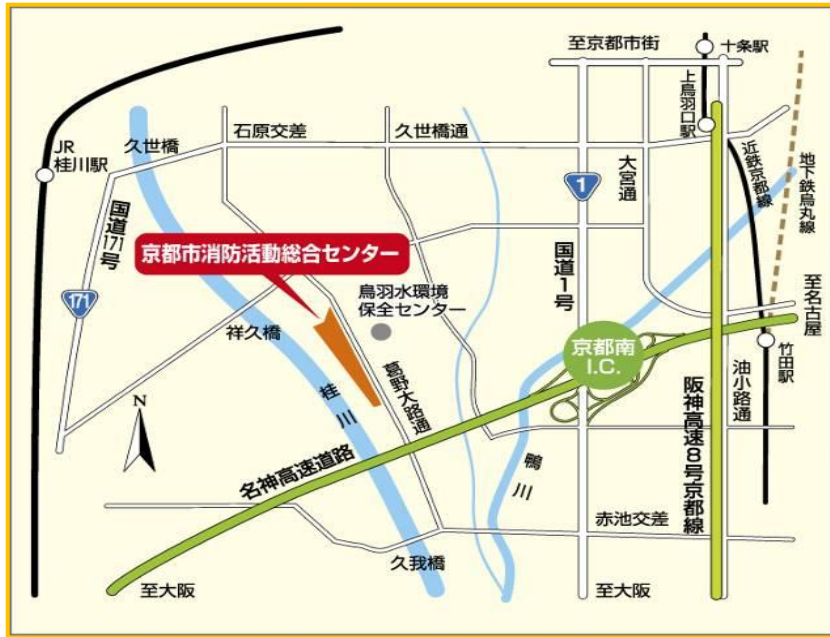 至京都市街
十条駅
上鳥羽口駅
JR
桂川駅
久世橋
石原交差
久世橋通
大宮通
近鉄京都線
地下鉄烏丸線
1
国道171号
京都市消防活動総合センター
国道1号
171
祥久橋
鳥羽水環境
保全センター
至名古屋
京都南
I.C.
竹田駅
N
桂川
葛野大路通
油小路通
阪神高速8号京都線
名神高速道路
鴨川
赤池交差
久我橋
至大阪
至大阪